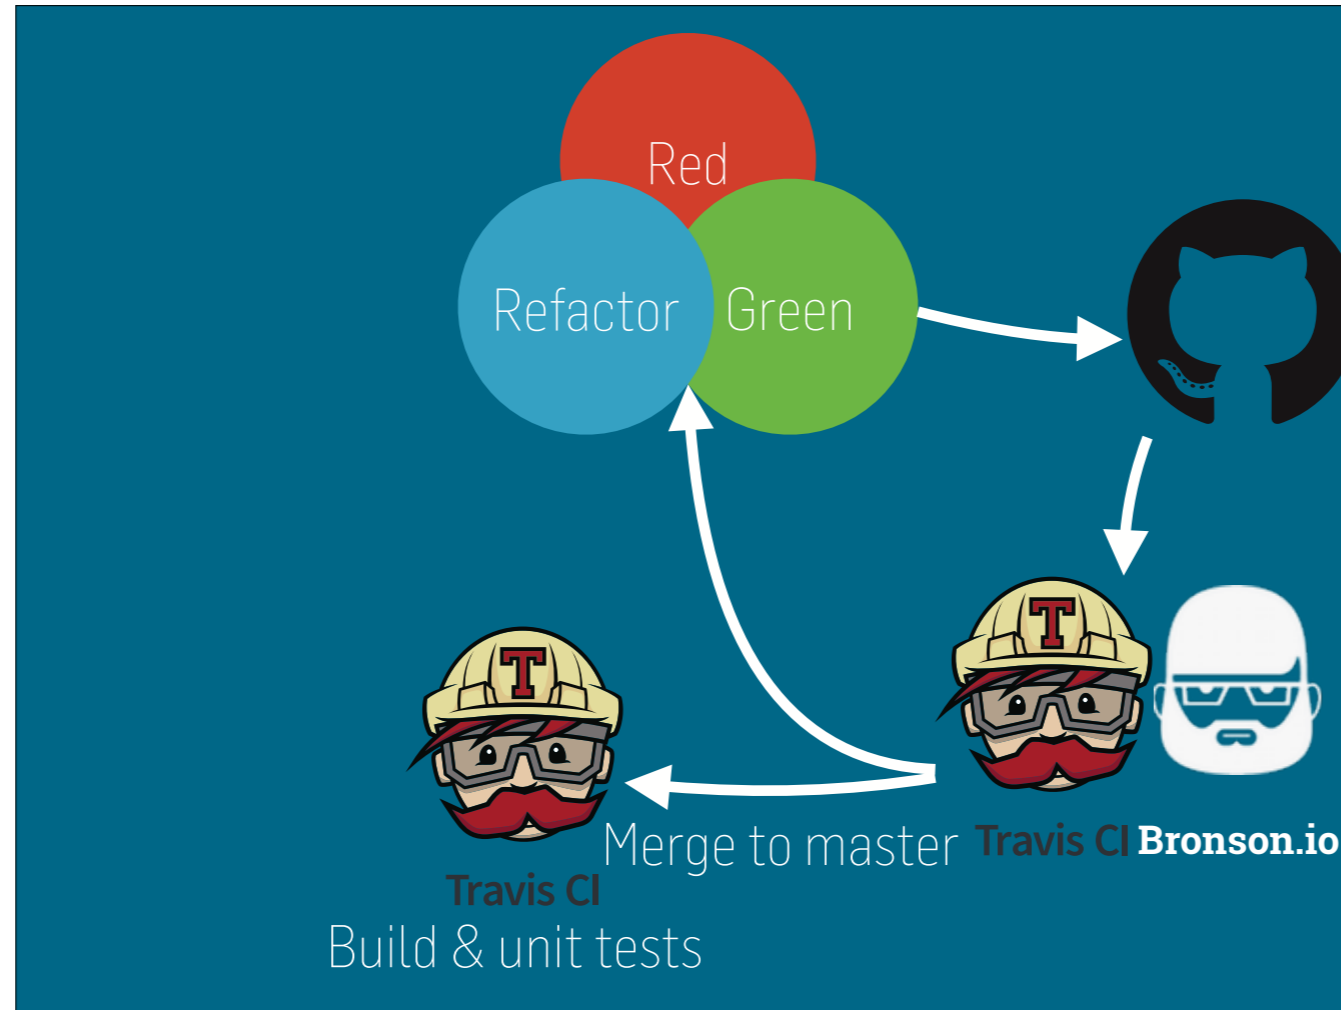 Red
Refactor
Green
T
T
Merge to master
Travis CI
Bronson.io
Travis CI
Build & unit tests